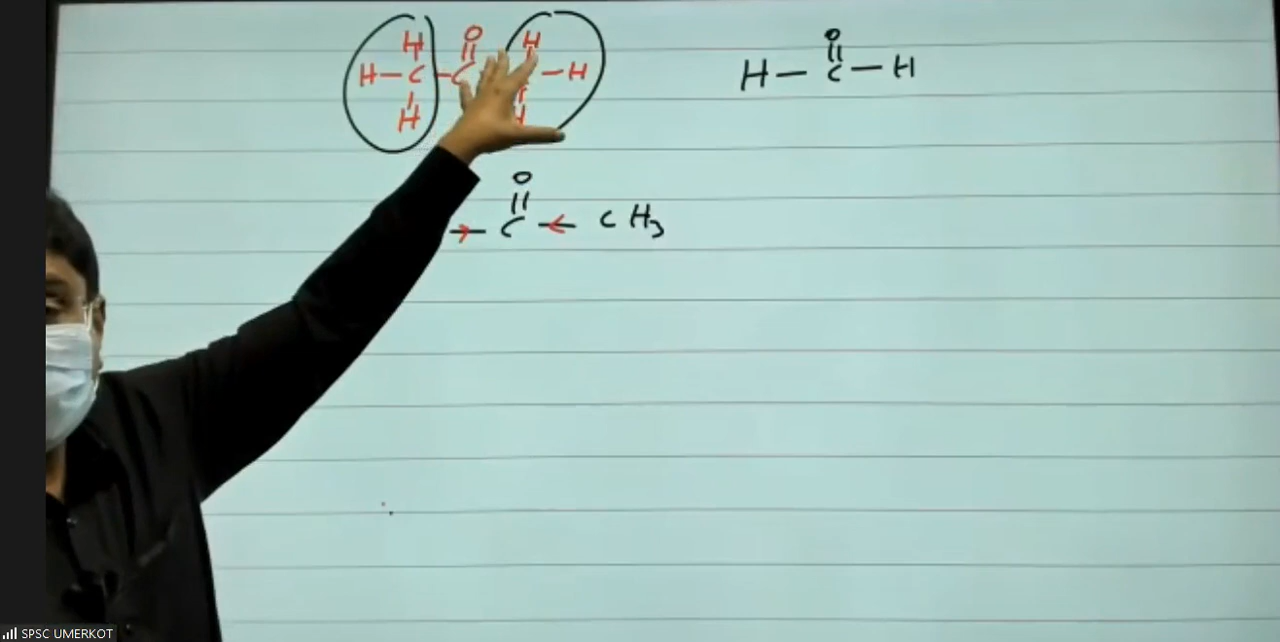 H O H O
H — C — C — H H — C — H
H H
O
— C — CH3
SPSC UMERKOT